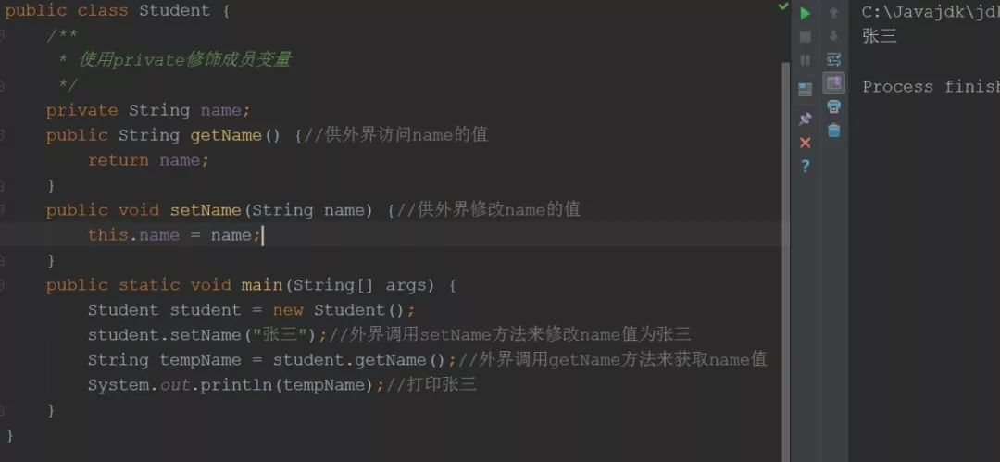 public class Student {
/**
* 使用private修饰成员变量
*/
private String name;
public String getName() {//供外界访问name的值
return name;
}
public void setName(String name) {//供外界修改name的值
this.name = name;
}
public static void main(String[] args) {
Student student = new Student();
student.setName("张三");//外界调用setName方法来修改name值为张三
String tempName = student.getName();//外界调用getName方法来获取name值
System.out.println(tempName);//打印张三
}
}
C:\Javajdk\jd
张三
Process finish